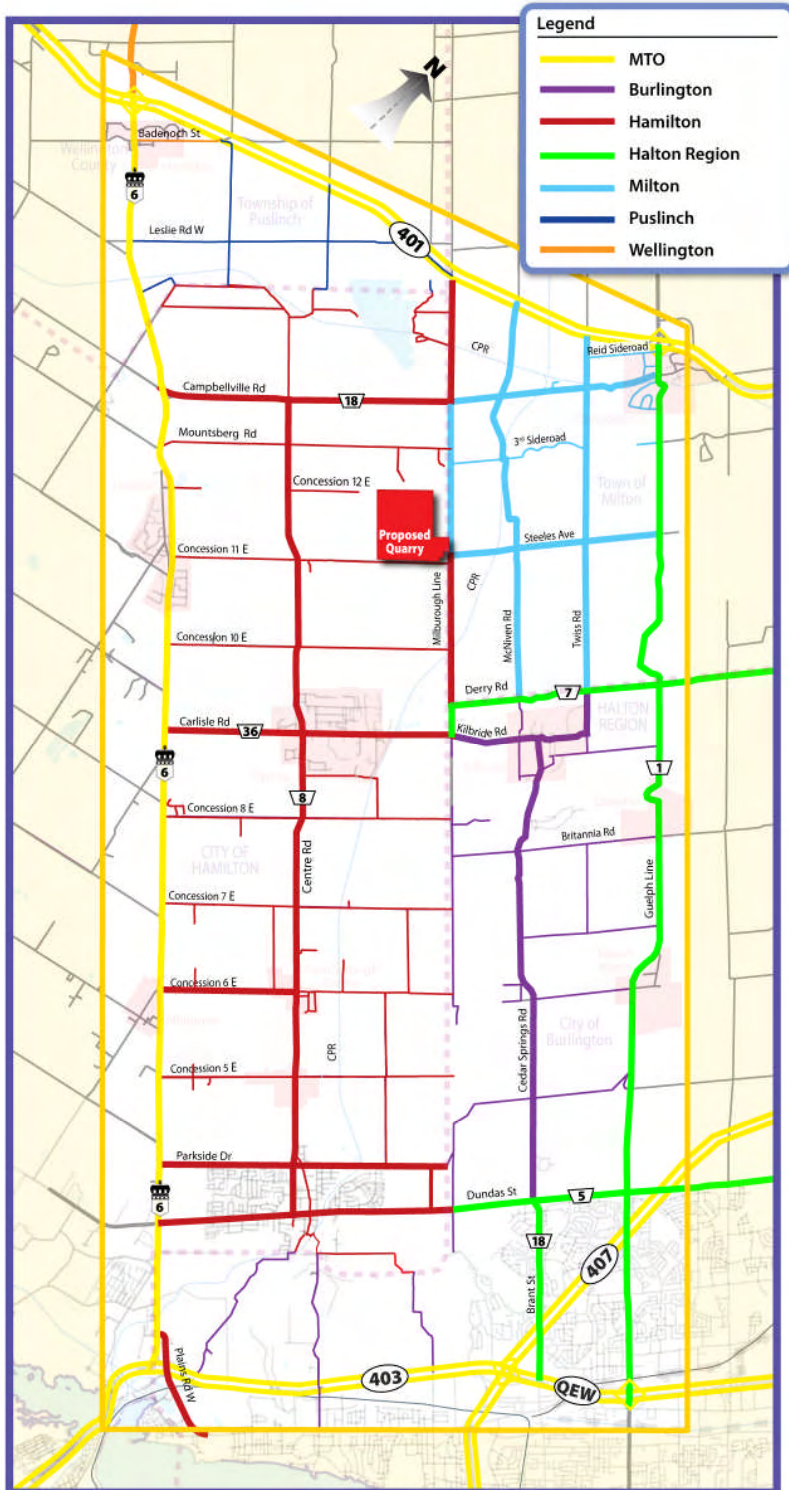 Legend
MTO
Burlington
Hamilton
Halton Region
Milton
Puslinch
Wellington
N
Badenoch St
Wellington
County
6
Township of
Puslinch
Leslie Rd W
401
CPR
Reid Sideroad
Campbellville Rd
18
Mountsberg Rd
3rd Sideroad
Concession 12 E
Town of
Milton
Proposed
Quarry
Steeles Ave
Concession 11 E
Milburough Line
CPR
McNiven Rd
Twiss Rd
Concession 10 E
Derry Rd
7
HALTON
REGION
Carlisle Rd
36
Kilbride Rd
6
1
8
Concession 8 E
Centre Rd
Britannia Rd
CITY OF
HAMILTON
Guelph Line
Concession 7 E
Concession 6 E
City of
Burlington
CPR
Cedar Springs Rd
Concession 5 E
Parkside Dr
6
Dundas St
5
18
407
Brant St
Plains Rd W
403
QEW